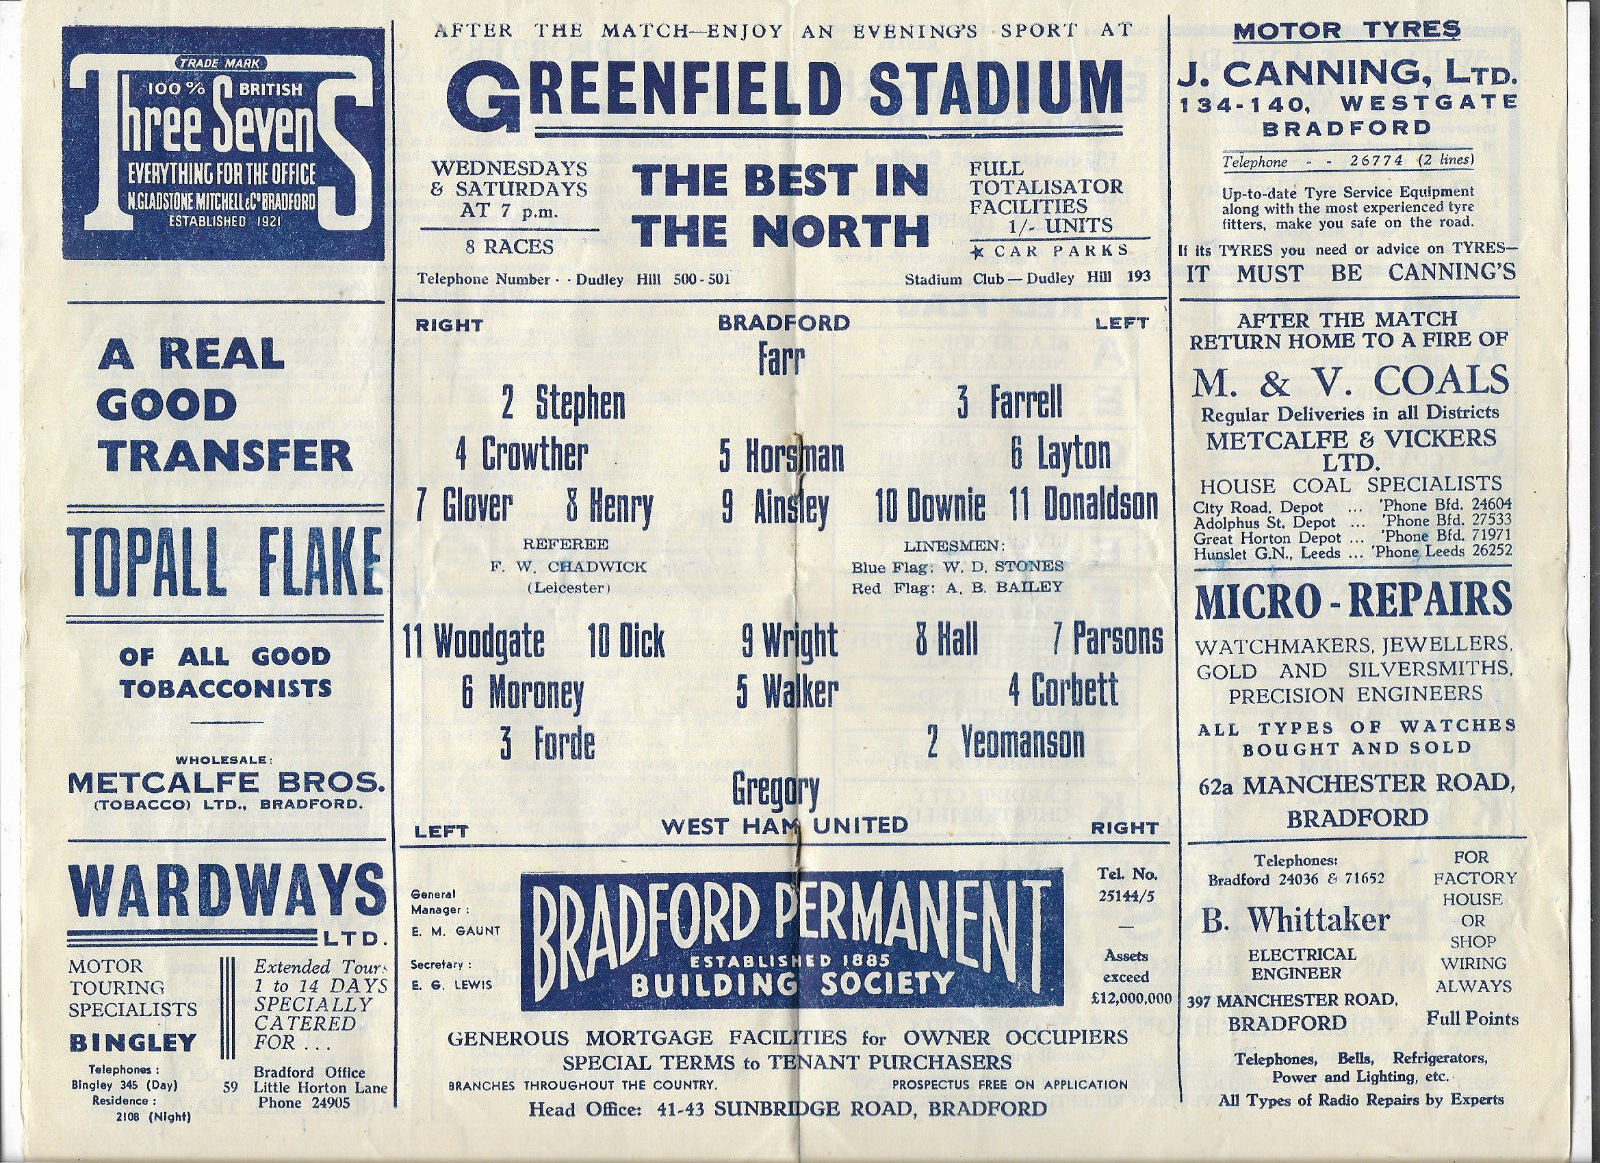 TRADE MARK
100% BRITISH
Three SevenS
EVERYTHING FOR THE OFFICE
N. GLADSTONE MITCHELL & Co BRADFORD
ESTABLISHED 1921
A REAL
GOOD
TRANSFER
TOPALL FLAKE
OF ALL GOOD
TOBACCONISTS
WHOLESALE:
METCALFE BROS.
(TOBACCO) LTD., BRADFORD.
WARDWAYS
LTD.
MOTOR
TOURING
SPECIALISTS
BINGLEY
Telephones :
Bingley 345 (Day)
Residence :
2108 (Night)
Extended Tours
1 to 14 DAYS
SPECIALLY
CATERED
FOR . . .
Bradford Office
59 Little Horton Lane
Phone 24905
AFTER THE MATCH—ENJOY AN EVENING'S SPORT AT
GREENFIELD STADIUM
WEDNESDAYS
& SATURDAYS
AT 7 p.m.
8 RACES
THE BEST IN
THE NORTH
FULL
TOTALISATOR
FACILITIES
1/- UNITS
★ CAR PARKS
Telephone Number - - Dudley Hill 500-501
Stadium Club — Dudley Hill 193
RIGHT BRADFORD LEFT
Farr
2 Stephen 3 Farrell
4 Crowther 5 Horsman 6 Layton
7 Glover 8 Henry 9 Ainsley 10 Downie 11 Donaldson
REFEREE
F. W. CHADWICK
(Leicester)
LINESMEN:
Blue Flag: W. D. STONES
Red Flag: A. B. BAILEY
11 Woodgate 10 Dick 9 Wright 8 Hall 7 Parsons
6 Moroney 5 Walker 4 Corbett
3 Forde 2 Yeomanson
Gregory
LEFT WEST HAM UNITED RIGHT
General
Manager :
E. M. GAUNT
Secretary :
E. G. LEWIS
BRADFORD PERMANENT
ESTABLISHED 1885
BUILDING SOCIETY
Tel. No.
25144/5
—
Assets
exceed
£12,000,000
GENEROUS MORTGAGE FACILITIES for OWNER OCCUPIERS
SPECIAL TERMS to TENANT PURCHASERS
BRANCHES THROUGHOUT THE COUNTRY. PROSPECTUS FREE ON APPLICATION
Head Office: 41-43 SUNBRIDGE ROAD, BRADFORD
MOTOR TYRES
J. CANNING, LTD.
134-140, WESTGATE
BRADFORD
Telephone - - 26774 (2 lines)
Up-to-date Tyre Service Equipment
along with the most experienced tyre
fitters, make you safe on the road.
If its TYRES you need or advice on TYRES—
IT MUST BE CANNING'S
AFTER THE MATCH
RETURN HOME TO A FIRE OF
M. & V. COALS
Regular Deliveries in all Districts
METCALFE & VICKERS
LTD.
HOUSE COAL SPECIALISTS
City Road, Depot ... 'Phone Bfd. 24604
Adolphus St. Depot ... 'Phone Bfd. 27533
Great Horton Depot ... 'Phone Bfd. 71971
Hunslet G.N., Leeds ... 'Phone Leeds 26252
MICRO-REPAIRS
WATCHMAKERS, JEWELLERS,
GOLD AND SILVERSMITHS,
PRECISION ENGINEERS
ALL TYPES OF WATCHES
BOUGHT AND SOLD
62a MANCHESTER ROAD,
BRADFORD
Telephones:
Bradford 24036 & 71652
B. Whittaker
ELECTRICAL
ENGINEER
397 MANCHESTER ROAD,
BRADFORD
FOR
FACTORY
HOUSE
OR
SHOP
WIRING
ALWAYS
Full Points
Telephones, Bells, Refrigerators,
Power and Lighting, etc.
All Types of Radio Repairs by Experts